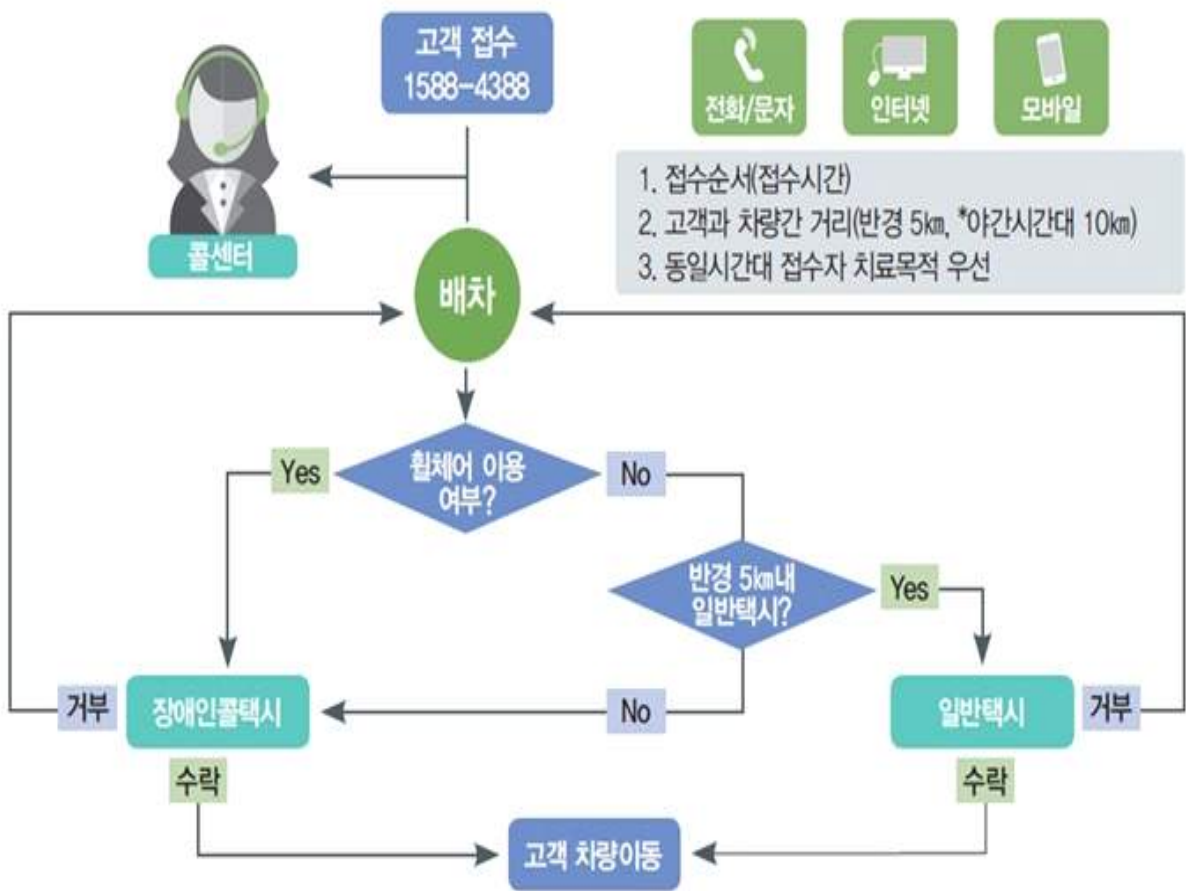 고객 접수
1588-4388
전화/문자
인터넷
모바일
1. 접수순서(접수시간)
2. 고객과 차량간 거리(반경 5㎞, *야간시간대 10㎞)
3. 동일시간대 접수자 치료목적 우선
콜센터
배차
Yes
휠체어 이용
여부?
No
반경 5㎞내
일반택시?
Yes
거부
장애인콜택시
No
일반택시
거부
수락
수락
고객 차량이동